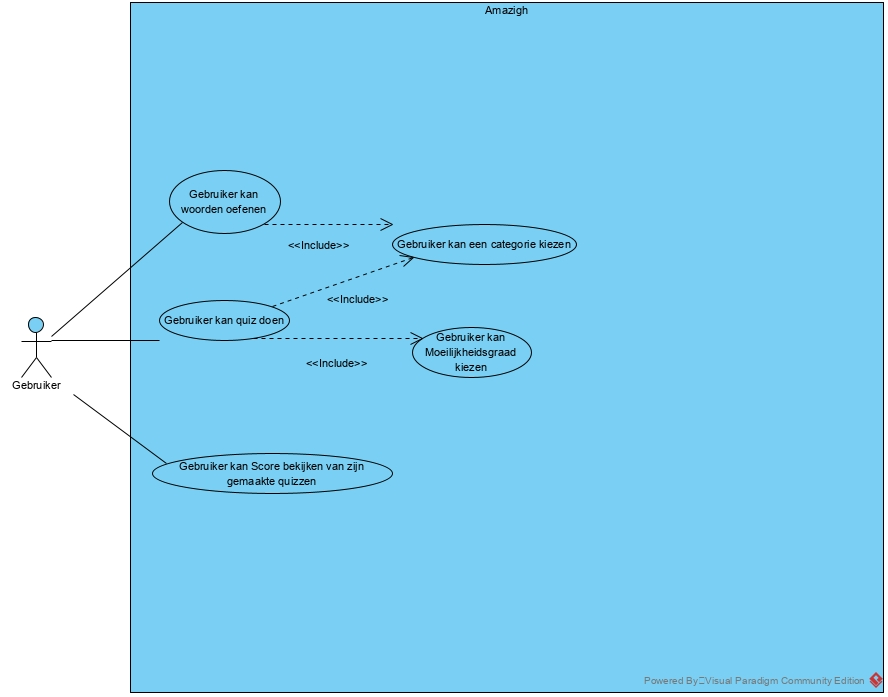 Amazigh
Gebruiker kan
woorden oefenen
<<Include>>
Gebruiker kan een categorie kiezen
<<Include>>
Gebruiker kan quiz doen
Gebruiker kan
Moeilijkheidsgraad
kiezen
<<Include>>
Gebruiker
Gebruiker kan Score bekijken van zijn
gemaakte quizzen
Powered By Visual Paradigm Community Edition